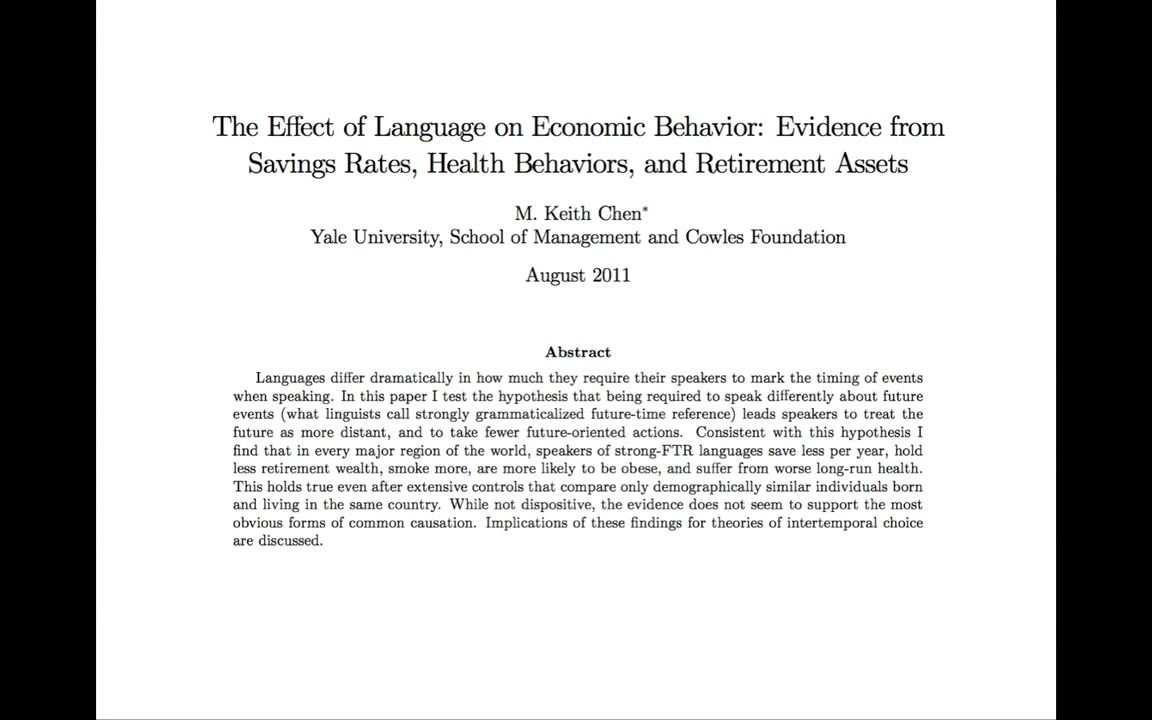 The Effect of Language on Economic Behavior: Evidence from
Savings Rates, Health Behaviors, and Retirement Assets
M. Keith Chen*
Yale University, School of Management and Cowles Foundation
August 2011
Abstract
Languages differ dramatically in how much they require their speakers to mark the timing of events
when speaking. In this paper I test the hypothesis that being required to speak differently about future
events (what linguists call strongly grammaticalized future-time reference) leads speakers to treat the
future as more distant, and to take fewer future-oriented actions. Consistent with this hypothesis I
find that in every major region of the world, speakers of strong-FTR languages save less per year, hold
less retirement wealth, smoke more, are more likely to be obese, and suffer from worse long-run health.
This holds true even after extensive controls that compare only demographically similar individuals born
and living in the same country. While not dispositive, the evidence does not seem to support the most
obvious forms of common causation. Implications of these findings for theories of intertemporal choice
are discussed.